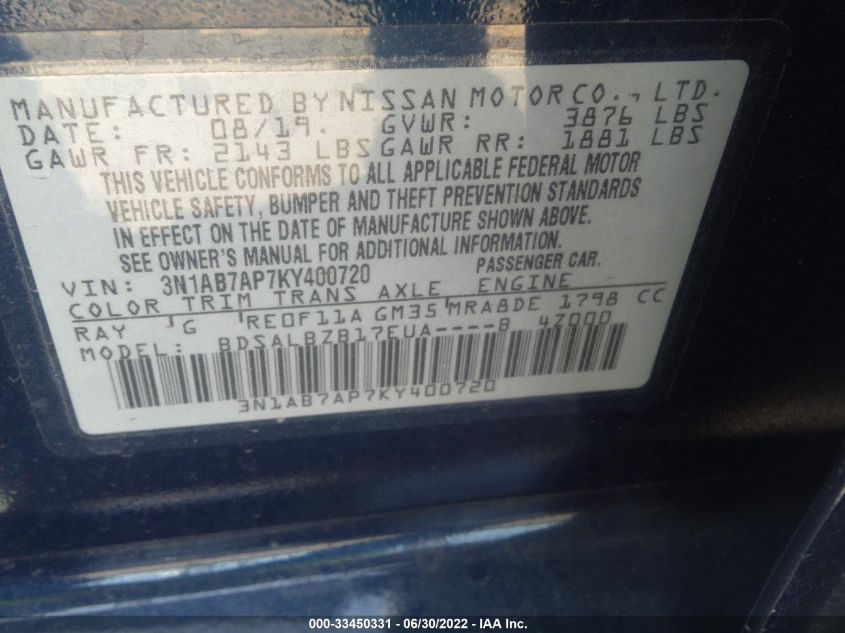 MANUFACTURED BY NISSAN MOTOR CO., LTD.
DATE: 08/19. GVWR: 3876 LBS
GAWR FR: 2143 LBS GAWR RR: 1881 LBS
THIS VEHICLE CONFORMS TO ALL APPLICABLE FEDERAL MOTOR
VEHICLE SAFETY, BUMPER AND THEFT PREVENTION STANDARDS
IN EFFECT ON THE DATE OF MANUFACTURE SHOWN ABOVE.
SEE OWNER'S MANUAL FOR ADDITIONAL INFORMATION.
VIN: 3N1AB7AP7KY400720 PASSENGER CAR.
COLOR TRIM TRANS AXLE ENGINE
RAY G RE0F11A GM35 MRA8DE 1798 CC
MODEL: BDSALBZB17EUA----B 4Z000
3N1AB7AP7KY400720
000-33450331 - 06/30/2022 - IAA Inc.